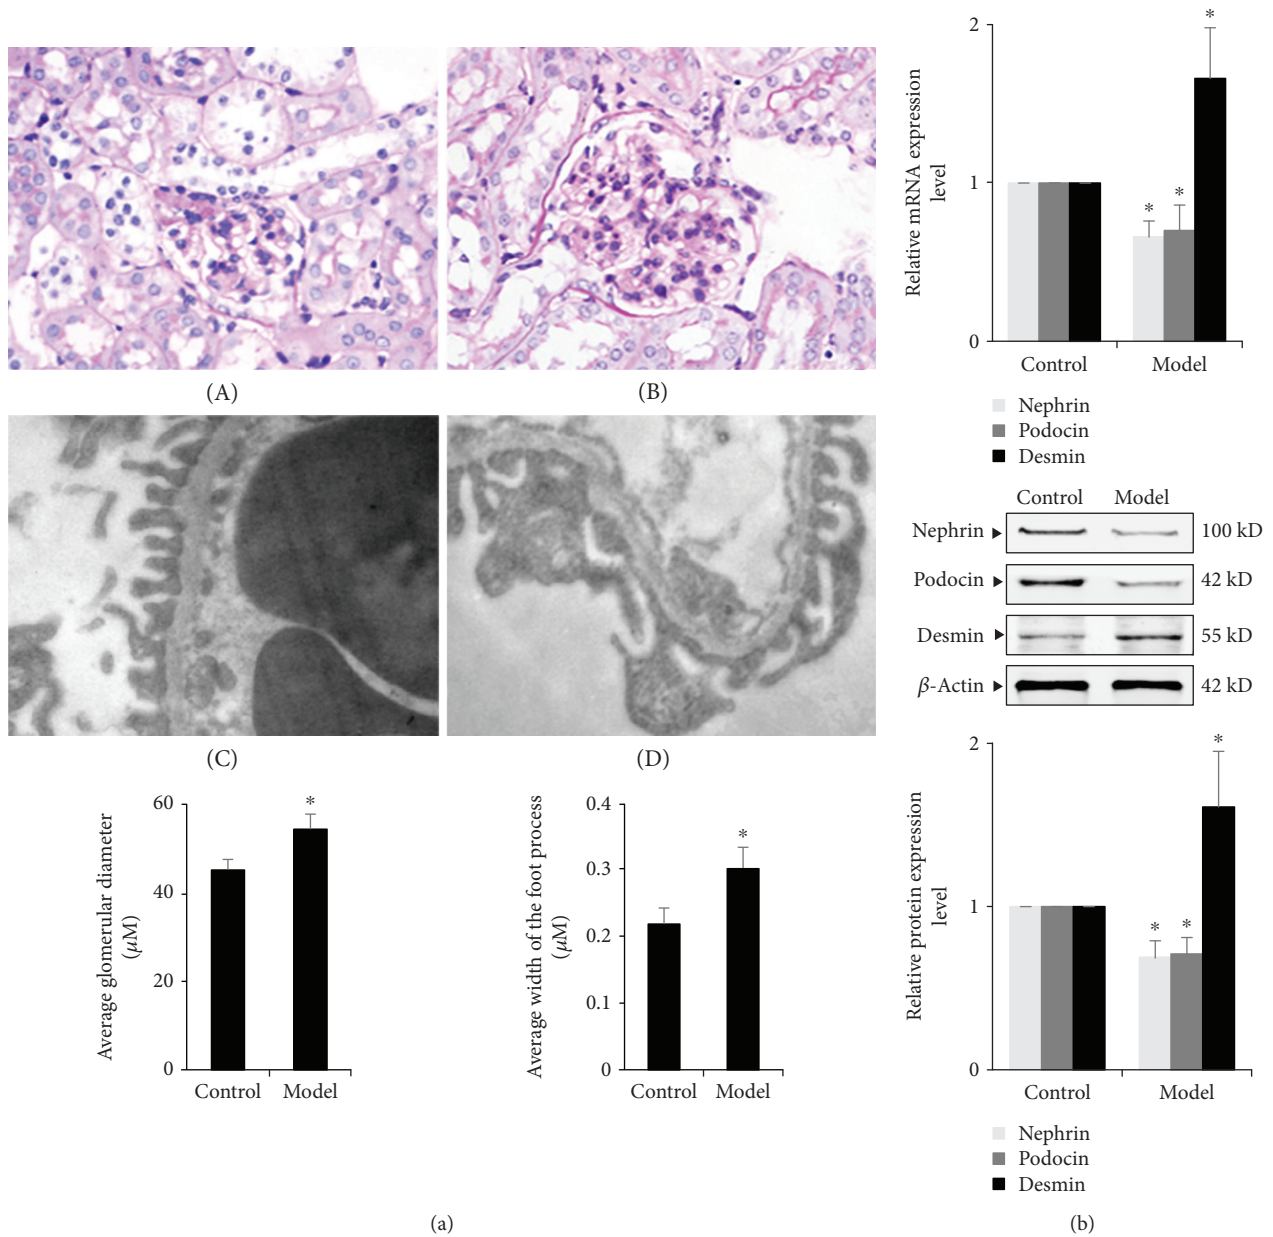 (A)
(B)
(C)
(D)
60
40
20
0
Average glomerular diameter
(μM)
*
Control Model
0.4
0.3
0.2
0.1
0
Average width of the foot process
(μM)
*
Control Model
(a)
2
1
0
Relative mRNA expression
level
* * *
Control Model
Nephrin
Podocin
Desmin
Control Model
Nephrin 100 kD
Podocin 42 kD
Desmin 55 kD
β-Actin 42 kD
2
1
0
Relative protein expression
level
* * *
Control Model
Nephrin
Podocin
Desmin
(b)